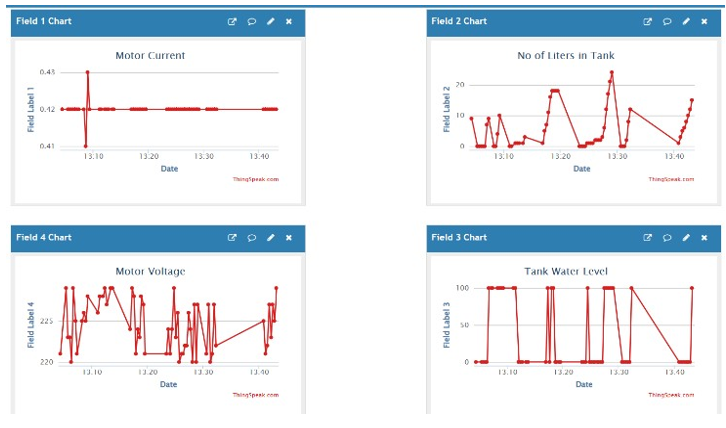 Field 1 Chart
Motor Current
0.43
0.42
0.41
Field Label 1
13:10 13:20 13:30 13:40
Date
ThingSpeak.com
Field 2 Chart
No of Liters in Tank
20
10
0
Field Label 2
13:10 13:20 13:30 13:40
Date
ThingSpeak.com
Field 4 Chart
Motor Voltage
225
220
Field Label 4
13:10 13:20 13:30 13:40
Date
ThingSpeak.com
Field 3 Chart
Tank Water Level
100
50
0
Field Label 3
13:10 13:20 13:30 13:40
Date
ThingSpeak.com